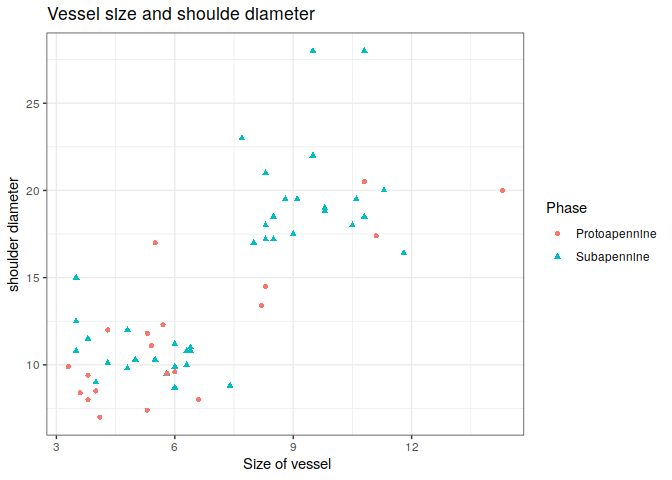 Vessel size and shoulde diameter
25
20
15
10
3
6
9
12
shoulder diameter
Size of vessel
Phase
Protoapennine
Subapennine